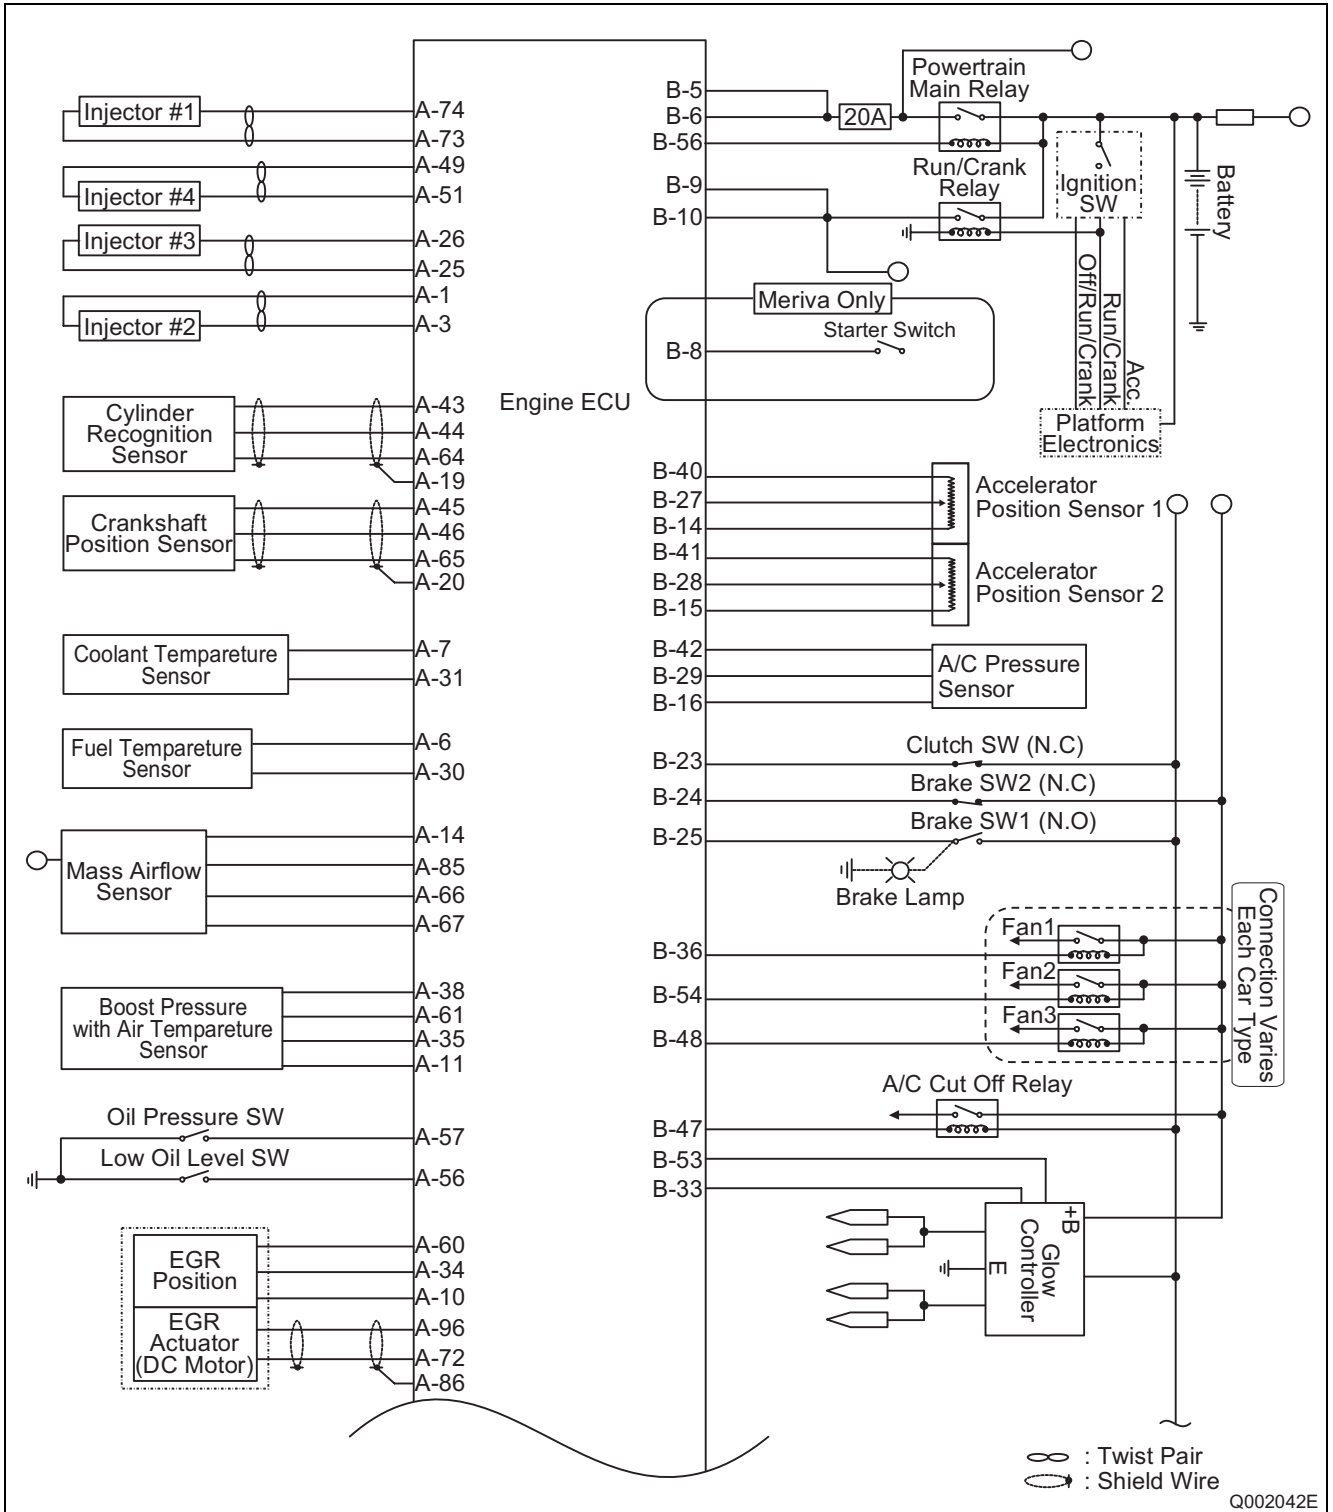 Injector #1
A-74
A-73
A-49
Injector #4
A-51
Injector #3
A-26
A-25
A-1
Injector #2
A-3
Cylinder
Recognition
Sensor
A-43
A-44
A-64
A-19
Crankshaft
Position Sensor
A-45
A-46
A-65
A-20
Coolant Tempareture
Sensor
A-7
A-31
Fuel Tempareture
Sensor
A-6
A-30
Mass Airflow
Sensor
A-14
A-85
A-66
A-67
Boost Pressure
with Air Tempareture
Sensor
A-38
A-61
A-35
A-11
Oil Pressure SW
A-57
Low Oil Level SW
A-56
EGR
Position
A-60
A-34
A-10
EGR
Actuator
(DC Motor)
A-96
A-72
A-86
Engine ECU
B-5
B-6
B-56
20A
Powertrain
Main Relay
B-9
B-10
Run/Crank
Relay
Ignition
SW
Battery
Off/Run/Crank
Run/Crank
Acc.
Platform
Electronics
Meriva Only
Starter Switch
B-8
B-40
B-27
B-14
Accelerator
Position Sensor 1
B-41
B-28
B-15
Accelerator
Position Sensor 2
B-42
B-29
B-16
A/C Pressure
Sensor
B-23
Clutch SW (N.C)
B-24
Brake SW2 (N.C)
B-25
Brake SW1 (N.O)
Brake Lamp
B-36
Fan1
B-54
Fan2
B-48
Fan3
Connection Varies
Each Car Type
A/C Cut Off Relay
B-47
B-53
B-33
+B
Glow
Controller
E
: Twist Pair
: Shield Wire
Q002042E